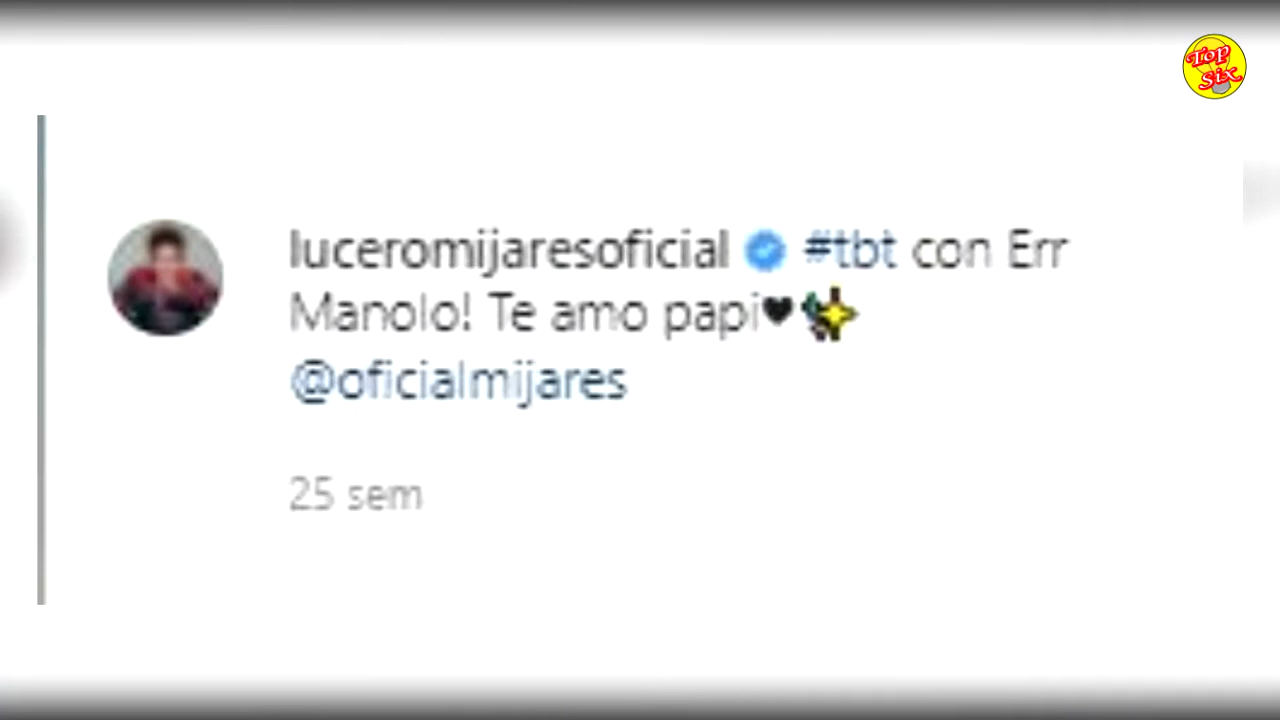 Top
Six
luceromijaresoficial #tbt con Err
Manolo! Te amo papi🖤✨
@oficialmijares
25 sem